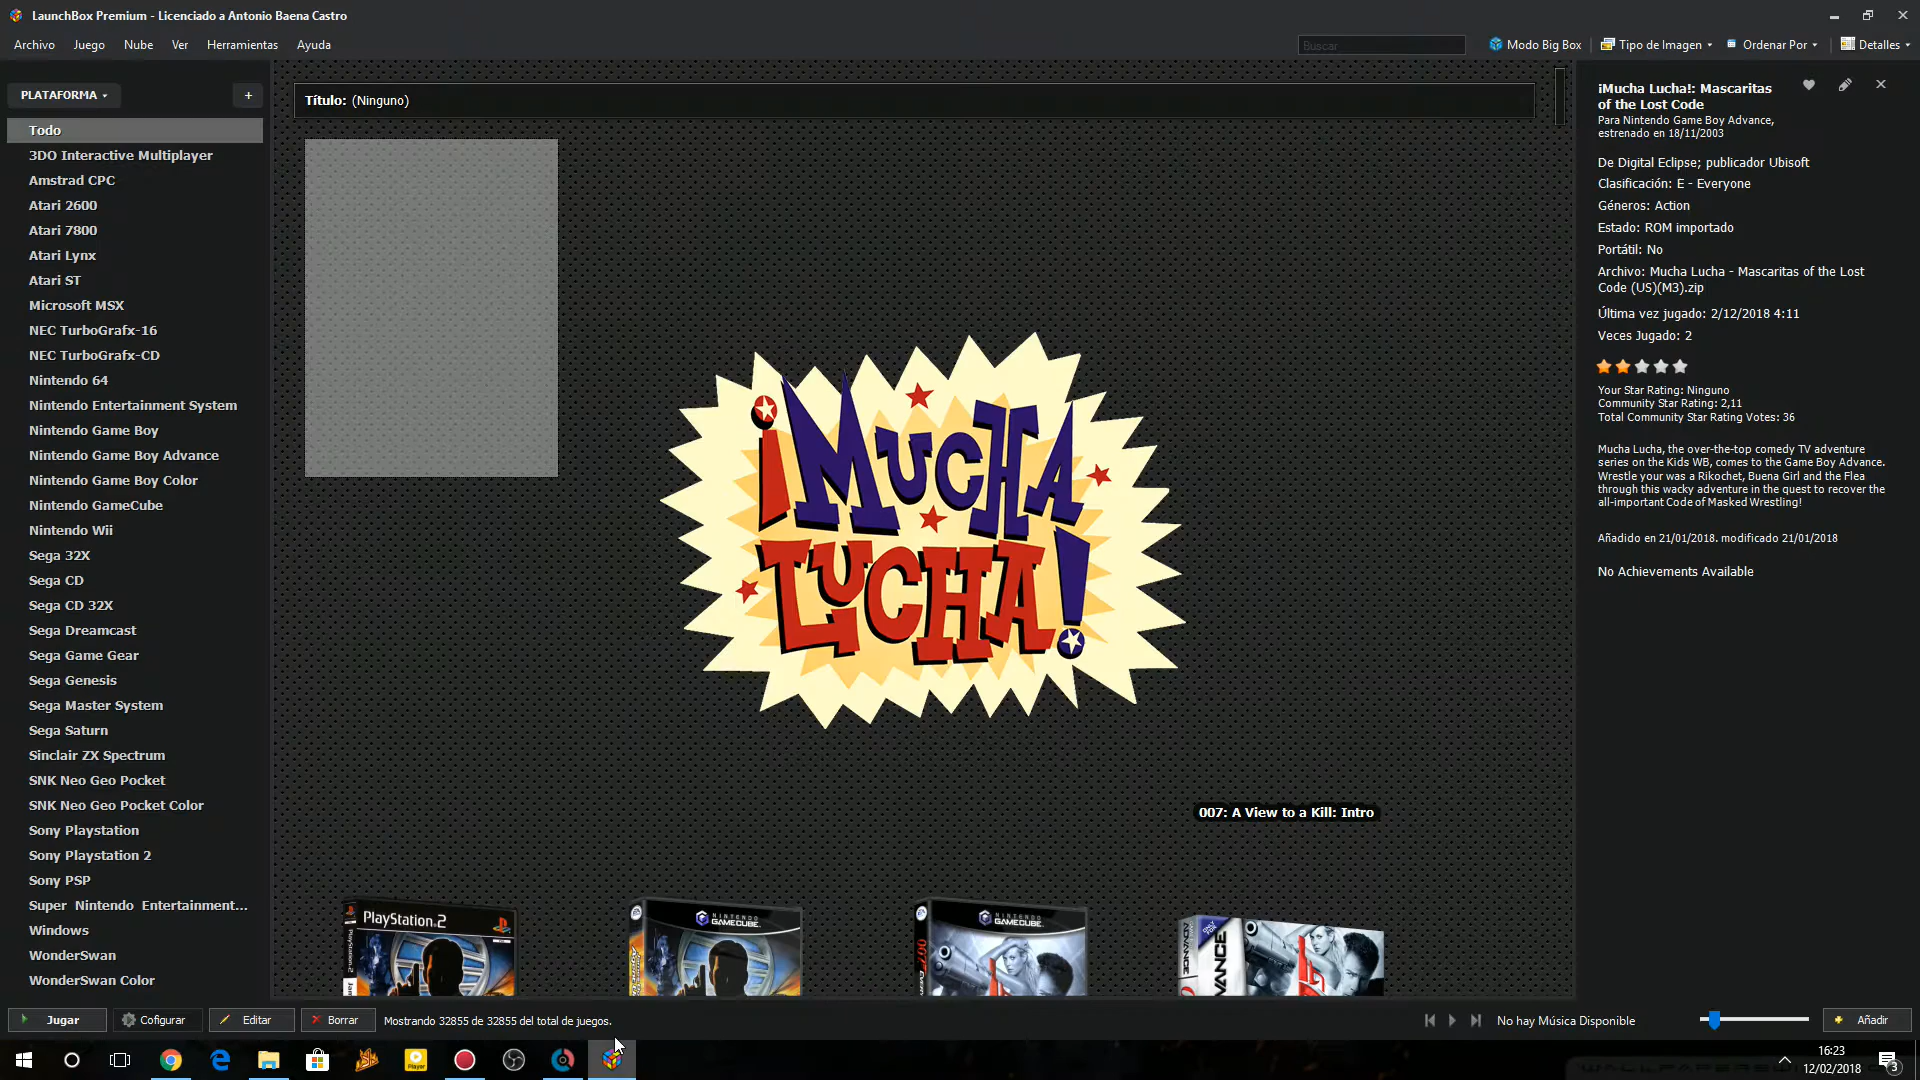 LaunchBox Premium - Licenciado a Antonio Baena Castro
Archivo Juego Nube Ver Herramientas Ayuda
Buscar
Modo Big Box
Tipo de Imagen
Ordenar Por
Detalles
PLATAFORMA
+
Todo
3DO Interactive Multiplayer
Amstrad CPC
Atari 2600
Atari 7800
Atari Lynx
Atari ST
Microsoft MSX
NEC TurboGrafx-16
NEC TurboGrafx-CD
Nintendo 64
Nintendo Entertainment System
Nintendo Game Boy
Nintendo Game Boy Advance
Nintendo Game Boy Color
Nintendo GameCube
Nintendo Wii
Sega 32X
Sega CD
Sega CD 32X
Sega Dreamcast
Sega Game Gear
Sega Genesis
Sega Master System
Sega Saturn
Sinclair ZX Spectrum
SNK Neo Geo Pocket
SNK Neo Geo Pocket Color
Sony Playstation
Sony Playstation 2
Sony PSP
Super Nintendo Entertainment...
Windows
WonderSwan
WonderSwan Color
Título: (Ninguno)
¡MUCHA
LUCHA!
007: A View to a Kill: Intro
PlayStation.2
NINTENDO
GAMECUBE
NINTENDO
GAMECUBE
007
ADVANCE
¡Mucha Lucha!: Mascaritas
of the Lost Code
Para Nintendo Game Boy Advance,
estrenado en 18/11/2003
De Digital Eclipse; publicador Ubisoft
Clasificación: E - Everyone
Géneros: Action
Estado: ROM importado
Portátil: No
Archivo: Mucha Lucha - Mascaritas of the Lost
Code (US)(M3).zip
Última vez jugado: 2/12/2018 4:11
Veces Jugado: 2
Your Star Rating: Ninguno
Community Star Rating: 2,11
Total Community Star Rating Votes: 36
Mucha Lucha, the over-the-top comedy TV adventure
series on the Kids WB, comes to the Game Boy Advance.
Wrestle your was a Rikochet, Buena Girl and the Flea
through this wacky adventure in the quest to recover the
all-important Code of Masked Wrestling!
Añadido en 21/01/2018. modificado 21/01/2018
No Achievements Available
Jugar
Cofigurar
Editar
Borrar
Mostrando 32855 de 32855 del total de juegos.
No hay Música Disponible
Añadir
Player
16:23
12/02/2018
3